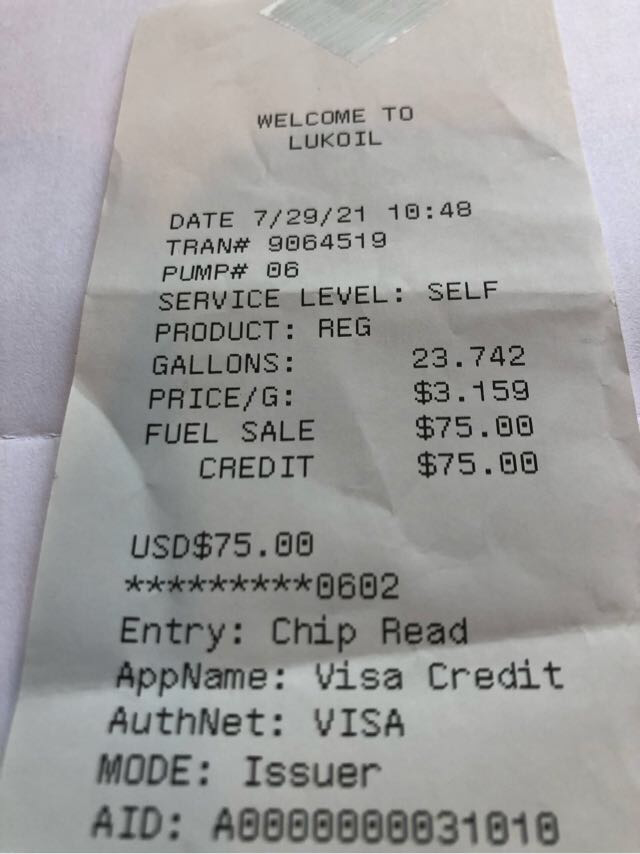 WELCOME TO
LUKOIL
DATE 7/29/21 10:48
TRAN# 9064519
PUMP# 06
SERVICE LEVEL: SELF
PRODUCT: REG
GALLONS: 23.742
PRICE/G: $3.159
FUEL SALE $75.00
CREDIT $75.00
USD$75.00
*********0602
Entry: Chip Read
AppName: Visa Credit
AuthNet: VISA
MODE: Issuer
AID: A0000000031010